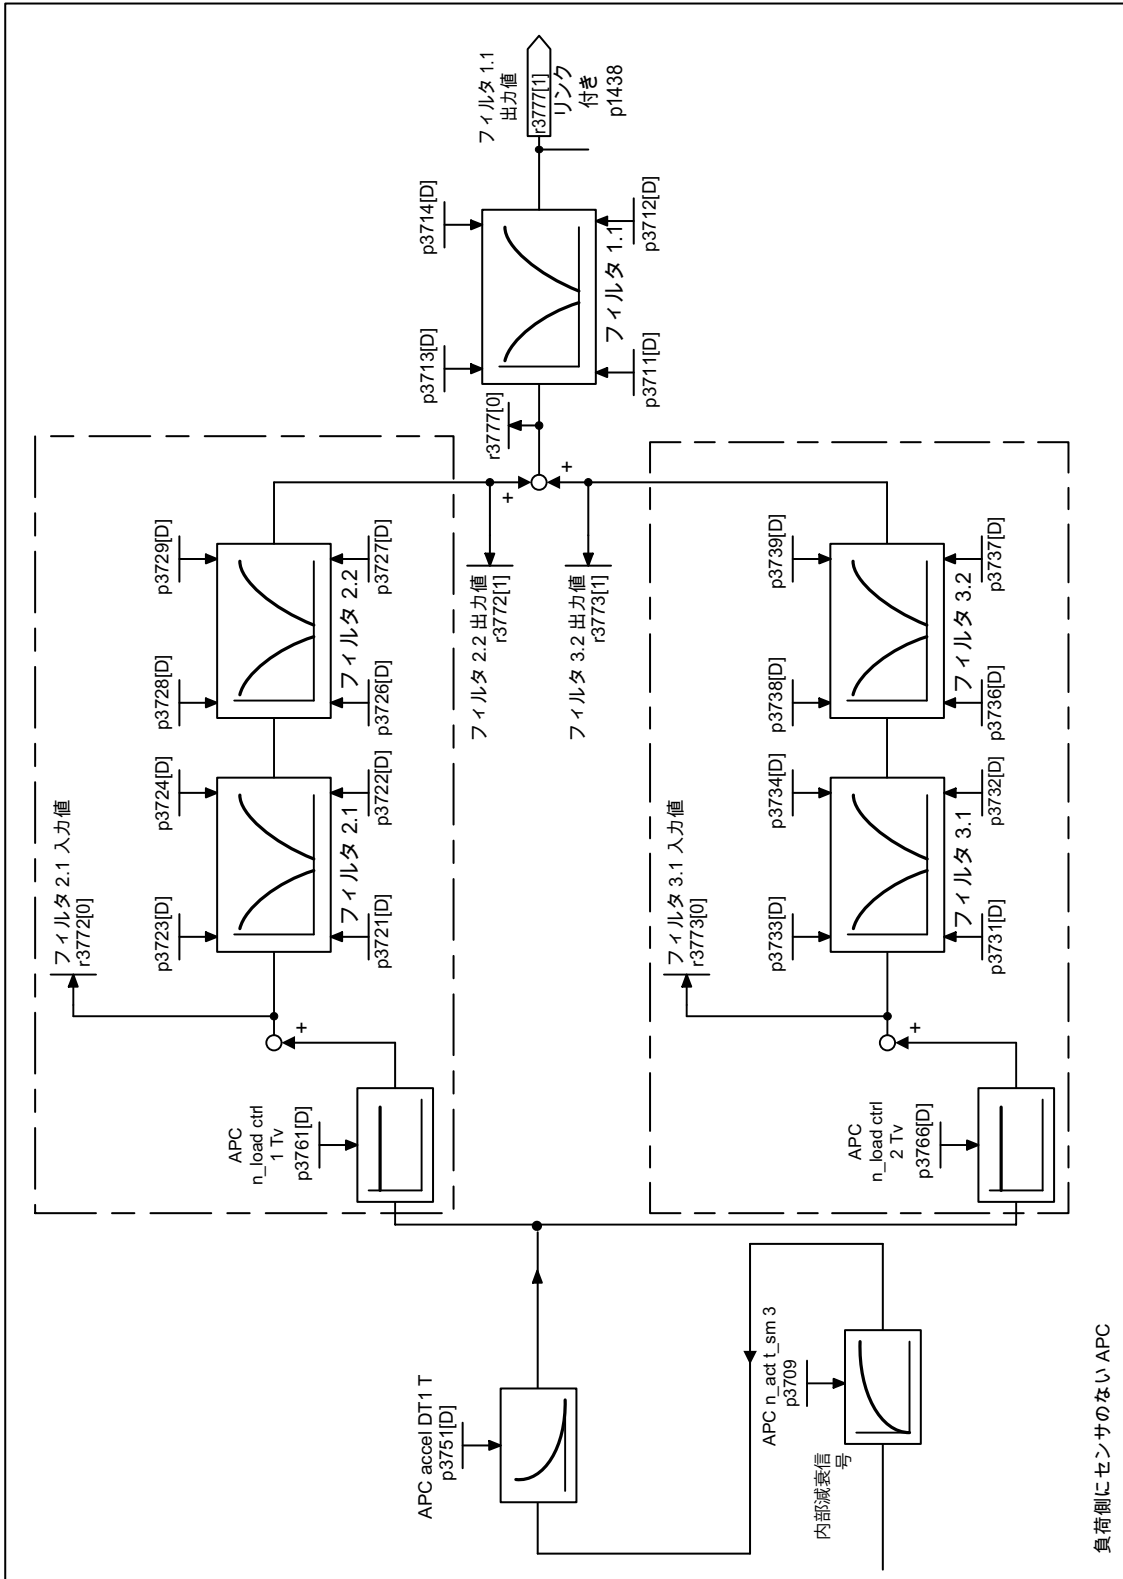 内部減衰信
号
APC n_act t_sm 3
p3709
APC accel DT1 T
p3751[D]
APC
n_load ctrl
1 Tv
p3761[D]
+
フィルタ 2.1 入力値
r3772[0]
p3723[D]
p3724[D]
p3721[D]
p3722[D]
フィルタ 2.1
p3728[D]
p3729[D]
p3726[D]
p3727[D]
フィルタ 2.2
フィルタ 2.2 出力値
r3772[1]
+
APC
n_load ctrl
2 Tv
p3766[D]
+
フィルタ 3.1 入力値
r3773[0]
p3733[D]
p3734[D]
p3731[D]
p3732[D]
フィルタ 3.1
p3738[D]
p3739[D]
p3736[D]
p3737[D]
フィルタ 3.2
フィルタ 3.2 出力値
r3773[1]
+
r3777[0]
p3713[D]
p3714[D]
p3711[D]
p3712[D]
フィルタ 1.1
フィルタ 1.1
出力値
r3777[1]
リンク
付き
p1438
負荷側にセンサのない APC